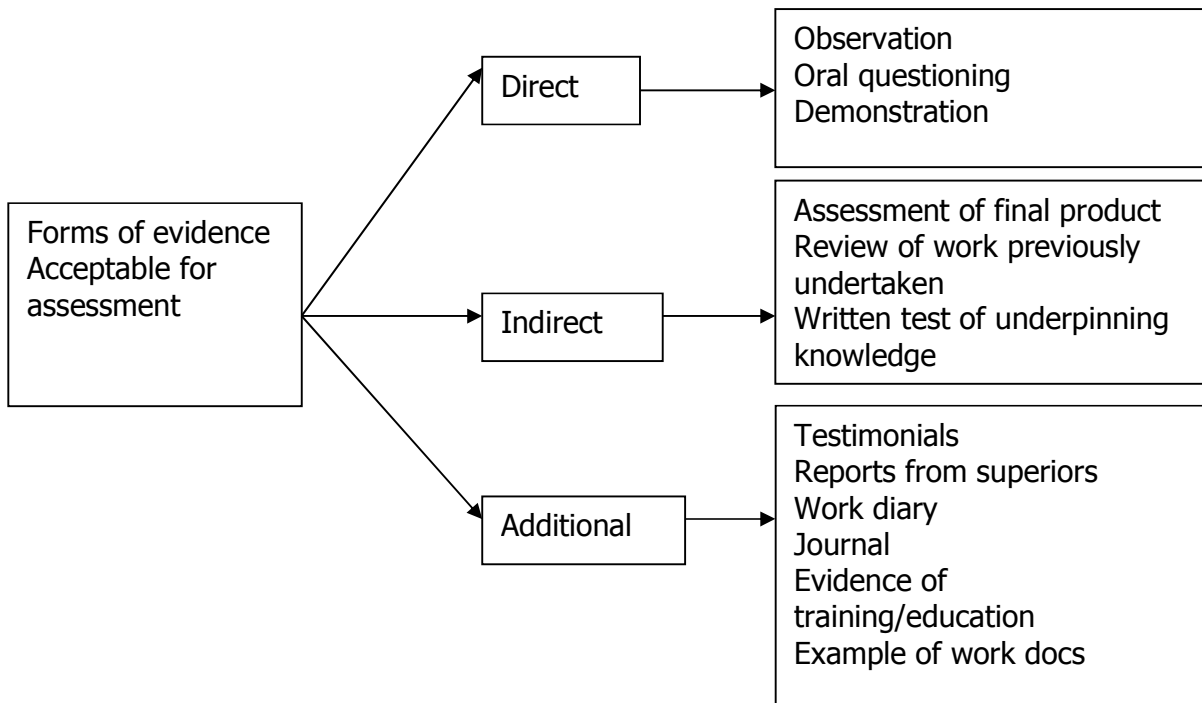 Forms of evidence
Acceptable for
assessment
Direct
Observation
Oral questioning
Demonstration
Indirect
Assessment of final product
Review of work previously
undertaken
Written test of underpinning
knowledge
Additional
Testimonials
Reports from superiors
Work diary
Journal
Evidence of
training/education
Example of work docs